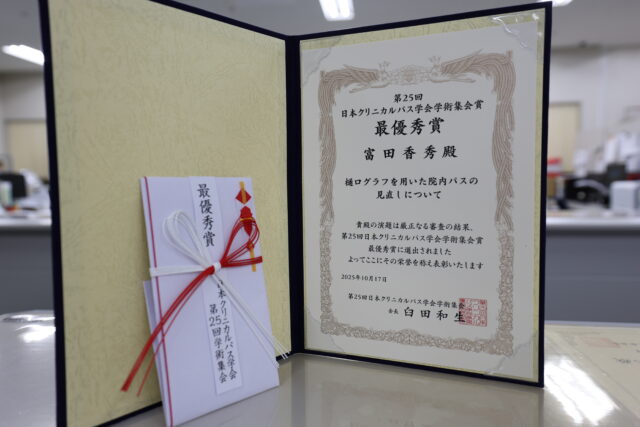 最優秀賞
日本クリニカルパス学会
第25回学術集会
第25回
日本クリニカルパス学会学術集会賞
最優秀賞
富田香秀殿
樋口グラフを用いた院内パスの
見直しについて
貴殿の演題は厳正なる審査の結果、
第25回日本クリニカルパス学会学術集会賞
最優秀賞に選出されました
よってここにその栄誉を称え表彰いたします
2025年10月17日
第25回日本クリニカルパス学会学術集会
会長 臼田和生